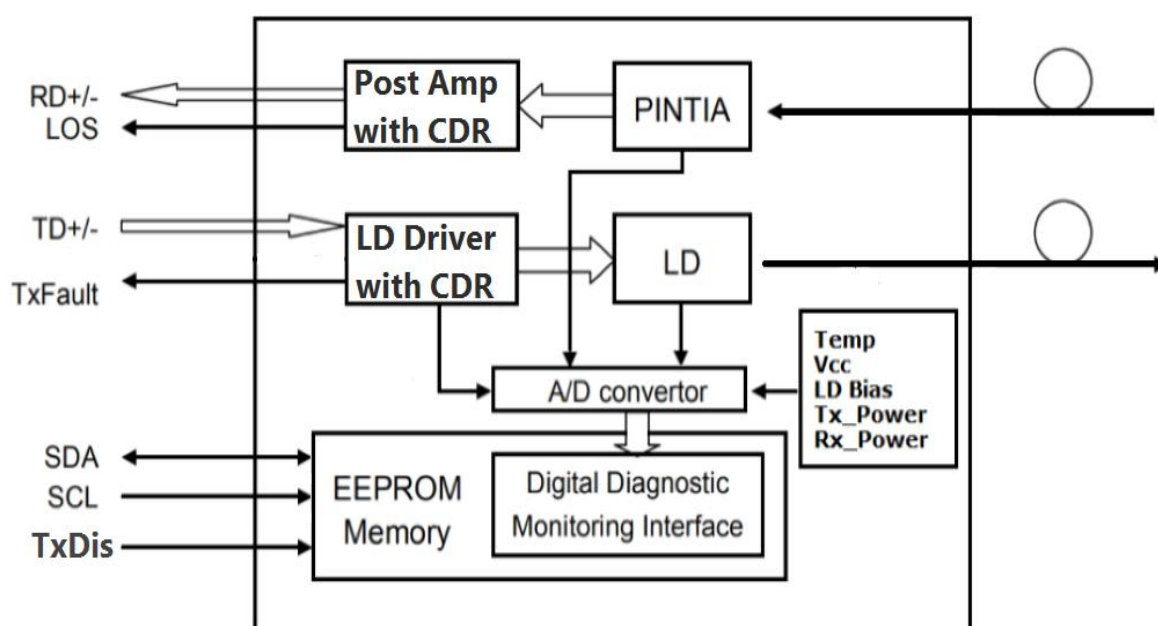 RD+/-
LOS
Post Amp
with CDR
PINTIA
TD+/-
TxFault
LD Driver
with CDR
LD
Temp
Vcc
LD Bias
Tx_Power
Rx_Power
A/D convertor
SDA
SCL
TxDis
EEPROM
Memory
Digital Diagnostic
Monitoring Interface